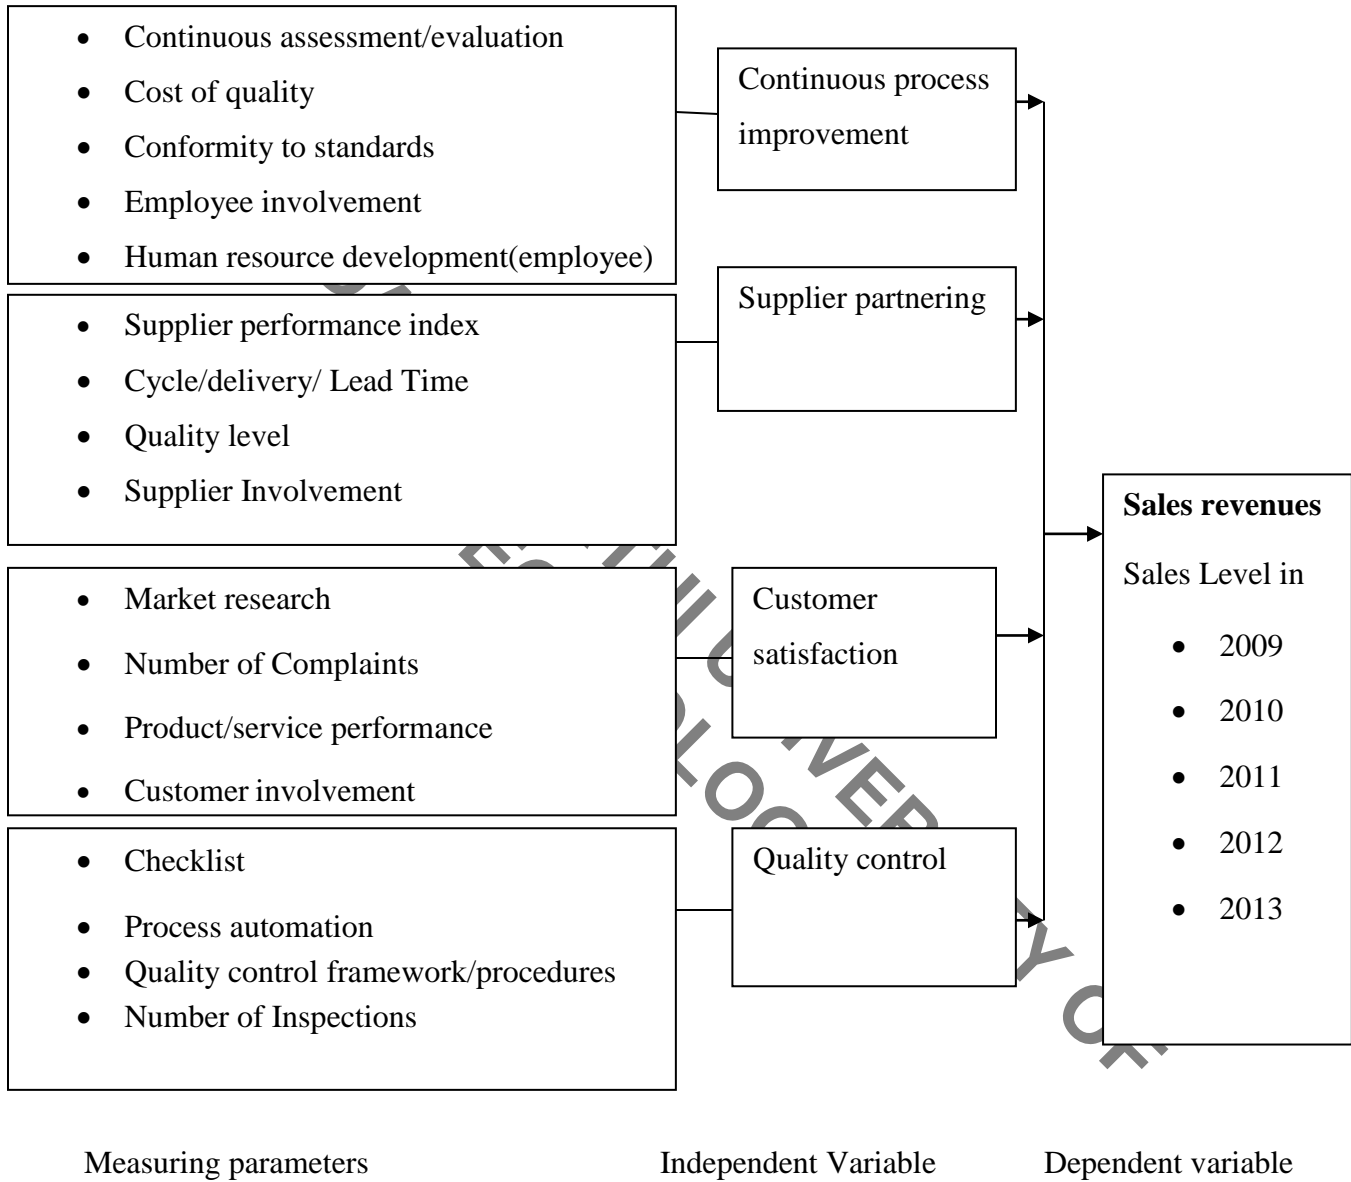 Continuous assessment/evaluation
Cost of quality
Conformity to standards
Employee involvement
Human resource development(employee)
Continuous process
improvement
Supplier performance index
Cycle/delivery/ Lead Time
Quality level
Supplier Involvement
Supplier partnering
Market research
Number of Complaints
Product/service performance
Customer involvement
Customer
satisfaction
Checklist
Process automation
Quality control framework/procedures
Number of Inspections
Quality control
Sales revenues
Sales Level in
2009
2010
2011
2012
2013
Measuring parameters
Independent Variable
Dependent variable